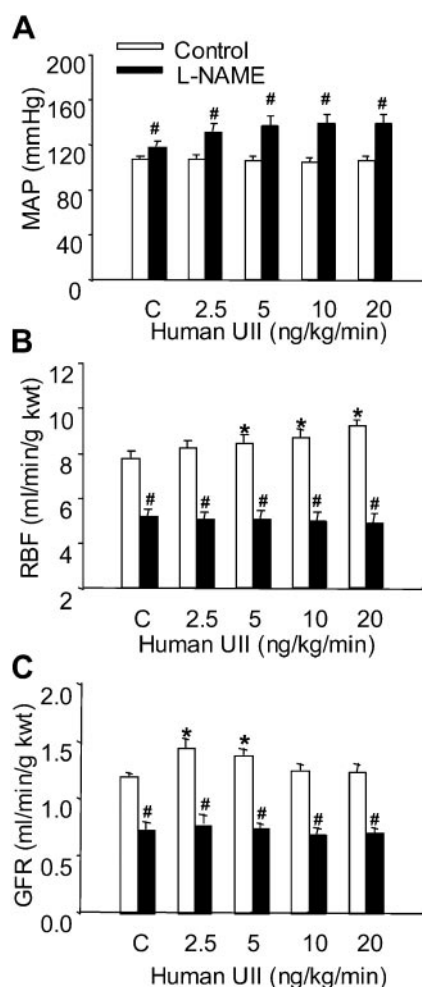 A
Control
L-NAME
MAP (mmHg)
200
160
120
80
40
0
# # # # #
C 2.5 5 10 20
Human UII (ng/kg/min)
B
RBF (ml/min/g kwt)
12
10
8
6
4
2
* * *
# # # # #
C 2.5 5 10 20
Human UII (ng/kg/min)
C
GFR (ml/min/g kwt)
2.0
1.5
1.0
0.5
0.0
* *
# # # # #
C 2.5 5 10 20
Human UII (ng/kg/min)